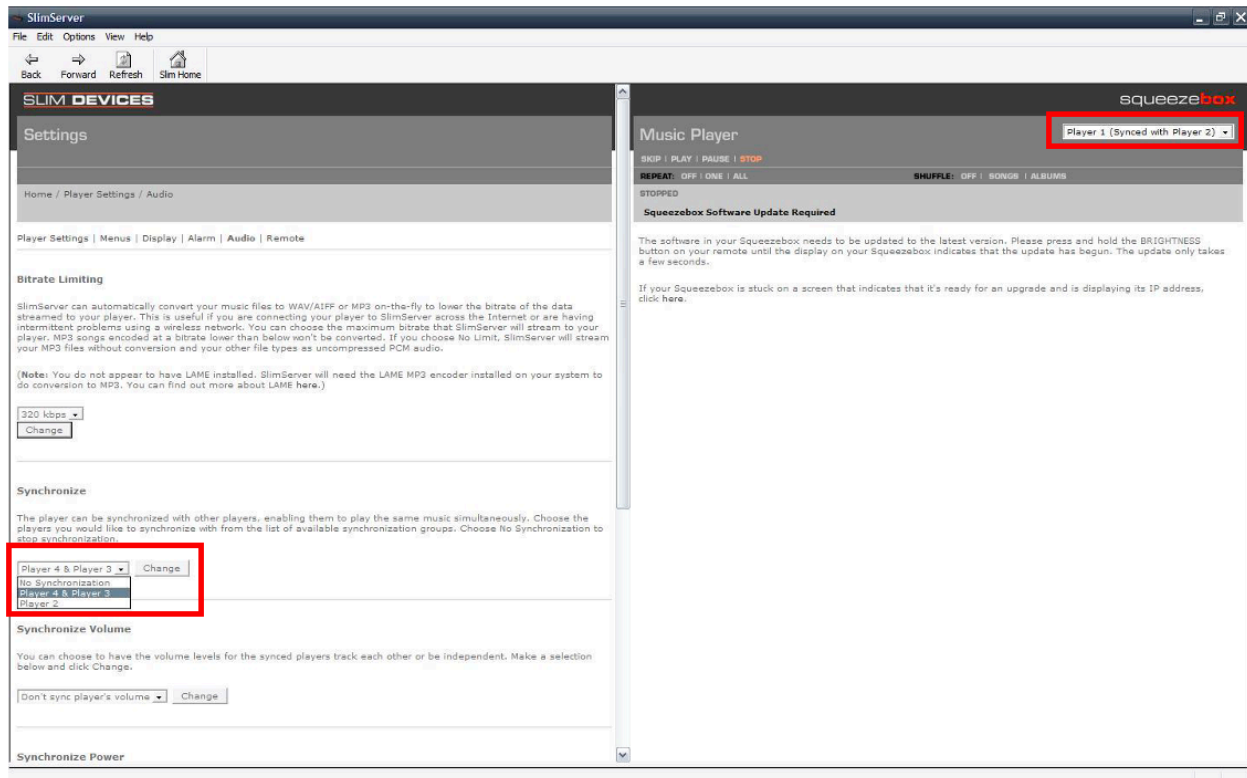 SlimServer
File Edit Options View Help
Back Forward Refresh Slim Home
SLIM DEVICES
Settings
Home / Player Settings / Audio
Player Settings | Menus | Display | Alarm | Audio | Remote
Bitrate Limiting
SlimServer can automatically convert your music files to WAV/AIFF or MP3 on-the-fly to lower the bitrate of the data
streamed to your player. This is useful if you are connecting your player to SlimServer across the Internet or are having
intermittent problems using a wireless network. You can choose the maximum bitrate that SlimServer will stream to your
player. MP3 songs encoded at a bitrate lower than below won't be converted. If you choose No Limit, SlimServer will stream
your MP3 files without conversion and your other file types as uncompressed PCM audio.
(Note: You do not appear to have LAME installed. SlimServer will need the LAME MP3 encoder installed on your system to
do conversion to MP3. You can find out more about LAME here.)
320 kbps
Change
Synchronize
The player can be synchronized with other players, enabling them to play the same music simultaneously. Choose the
players you would like to synchronize with from the list of available synchronization groups. Choose No Synchronization to
stop synchronization.
Player 4 & Player 3 Change
No Synchronization
Player 4 & Player 3
Player 2
Synchronize Volume
You can choose to have the volume levels for the synced players track each other or be independent. Make a selection
below and click Change.
Don't sync player's volume Change
Synchronize Power
squeezebox
Music Player
Player 1 (Synced with Player 2)
SKIP | PLAY | PAUSE | STOP
REPEAT: OFF | ONE | ALL SHUFFLE: OFF | SONGS | ALBUMS
STOPPED
Squeezebox Software Update Required
The software in your Squeezebox needs to be updated to the latest version. Please press and hold the BRIGHTNESS
button on your remote until the display on your Squeezebox indicates that the update has begun. The update only takes
a few seconds.
If your Squeezebox is stuck on a screen that indicates that it's ready for an upgrade and is displaying its IP address,
click here.